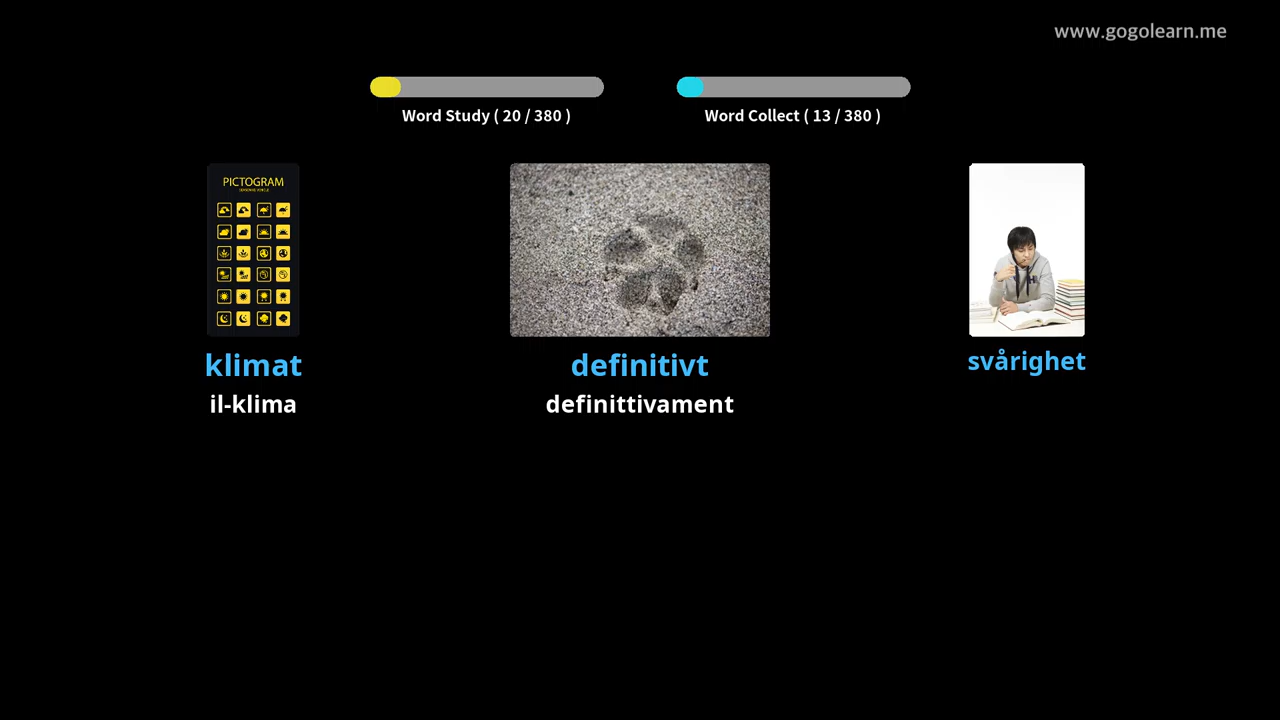 www.gogolearn.me
Word Study ( 20 / 380 )
Word Collect ( 13 / 380 )
PICTOGRAM
klimat
definitivt
svårighet
il-klima
definittivament